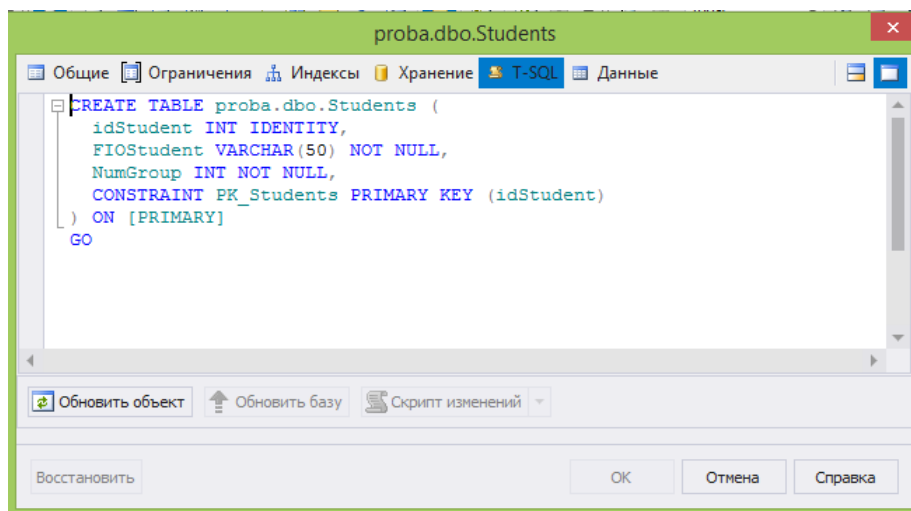 proba.dbo.Students
Общие Ограничения Индексы Хранение T-SQL Данные
CREATE TABLE proba.dbo.Students (
idStudent INT IDENTITY,
FIOStudent VARCHAR(50) NOT NULL,
NumGroup INT NOT NULL,
CONSTRAINT PK_Students PRIMARY KEY (idStudent)
) ON [PRIMARY]
GO
Обновить объект Обновить базу Скрипт изменений
Восстановить OK Отмена Справка